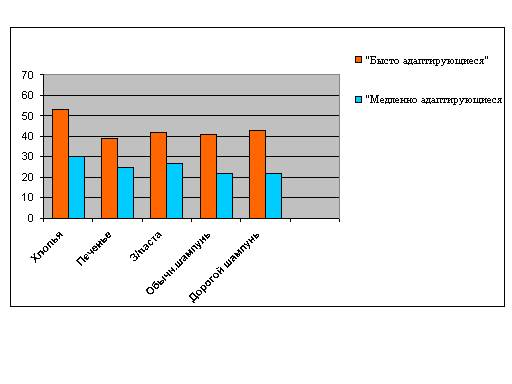 "Бысто адаптирующиеся"
"Медленно адаптирующиеся
70
60
50
40
30
20
10
0
Хлопья
Печенье
З/паста
Обычн.шампунь
Дорогой шампунь